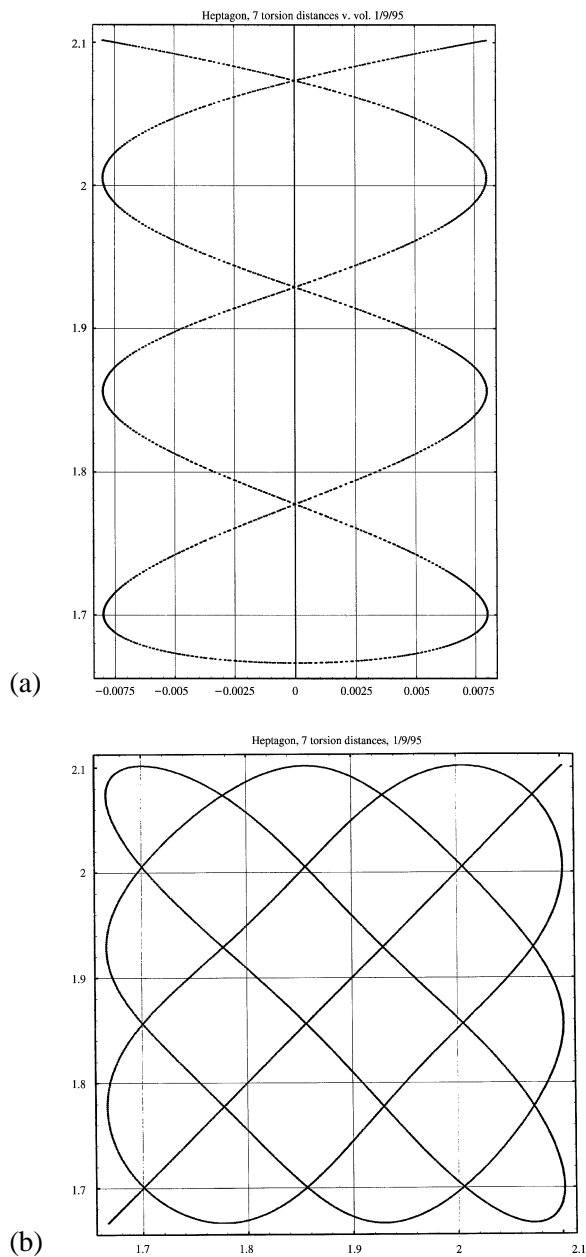 Heptagon, 7 torsion distances v. vol. 1/9/95
2.1
2
1.9
1.8
1.7
(a)
−0.0075 −0.005 −0.0025 0 0.0025 0.005 0.0075
Heptagon, 7 torsion distances, 1/9/95
2.1
2
1.9
1.8
1.7
(b)
1.7 1.8 1.9 2 2.1